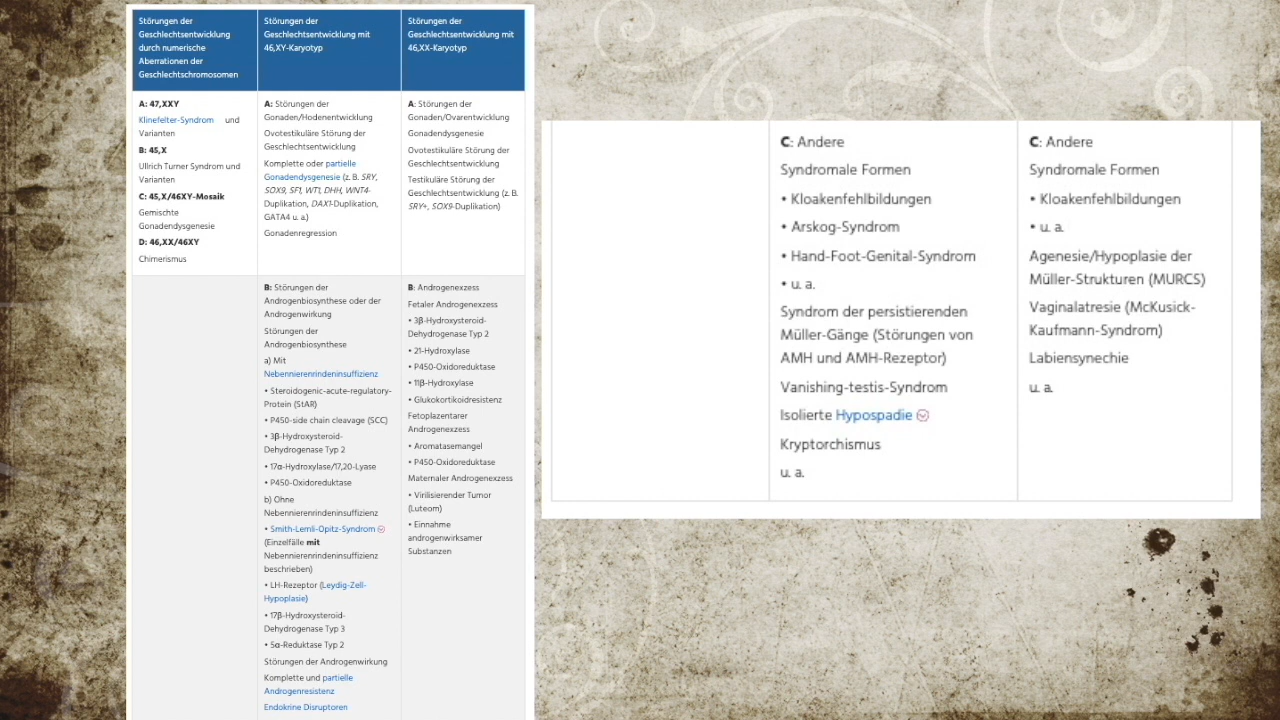 Störungen der
Geschlechtsentwicklung
durch numerische
Aberrationen der
Geschlechtschromosomen
Störungen der
Geschlechtsentwicklung mit
46,XY-Karyotyp
Störungen der
Geschlechtsentwicklung mit
46,XX-Karyotyp
A: 47,XXY
Klinefelter-Syndrom und
Varianten
B: 45,X
Ullrich Turner Syndrom und
Varianten
C: 45,X/46XY-Mosaik
Gemischte
Gonadendysgenesie
D: 46,XX/46XY
Chimerismus
A: Störungen der
Gonaden/Hodenentwicklung
Ovotestikuläre Störung der
Geschlechtsentwicklung
Komplette oder partielle
Gonadendysgenesie (z. B. SRY,
SOX9, SF1, WT1, DHH, WNT4-
Duplikation, DAX1-Duplikation,
GATA4 u. a.)
Gonadenregression
A: Störungen der
Gonaden/Ovarentwicklung
Gonadendysgenesie
Ovotestikuläre Störung der
Geschlechtsentwicklung
Testikuläre Störung der
Geschlechtsentwicklung (z. B.
SRY+, SOX9-Duplikation)
B: Störungen der
Androgenbiosynthese oder der
Androgenwirkung
Störungen der
Androgenbiosynthese
a) Mit
Nebennierenrindeninsuffizienz
• Steroidogenic-acute-regulatory-
Protein (StAR)
• P450-side chain cleavage (SCC)
• 3β-Hydroxysteroid-
Dehydrogenase Typ 2
• 17α-Hydroxylase/17,20-Lyase
• P450-Oxidoreduktase
b) Ohne
Nebennierenrindeninsuffizienz
• Smith-Lemli-Opitz-Syndrom
(Einzelfälle mit
Nebennierenrindeninsuffizienz
beschrieben)
• LH-Rezeptor (Leydig-Zell-
Hypoplasie)
• 17β-Hydroxysteroid-
Dehydrogenase Typ 3
• 5α-Reduktase Typ 2
Störungen der Androgenwirkung
Komplette und partielle
Androgenresistenz
Endokrine Disruptoren
B: Androgenexzess
Fetaler Androgenexzess
• 3β-Hydroxysteroid-
Dehydrogenase Typ 2
• 21-Hydroxylase
• P450-Oxidoreduktase
• 11β-Hydroxylase
• Glukokortikoidresistenz
Fetoplazentarer
Androgenexzess
• Aromatasemangel
• P450-Oxidoreduktase
Maternaler Androgenexzess
• Virilisierender Tumor
(Luteom)
• Einnahme
androgenwirksamer
Substanzen
C: Andere
Syndromale Formen
• Kloakenfehlbildungen
• Arskog-Syndrom
• Hand-Foot-Genital-Syndrom
• u. a.
Syndrom der persistierenden
Müller-Gänge (Störungen von
AMH und AMH-Rezeptor)
Vanishing-testis-Syndrom
Isolierte Hypospadie
Kryptorchismus
u. a.
C: Andere
Syndromale Formen
• Kloakenfehlbildungen
• u. a.
Agenesie/Hypoplasie der
Müller-Strukturen (MURCS)
Vaginalatresie (McKusick-
Kaufmann-Syndrom)
Labiensynechie
u. a.